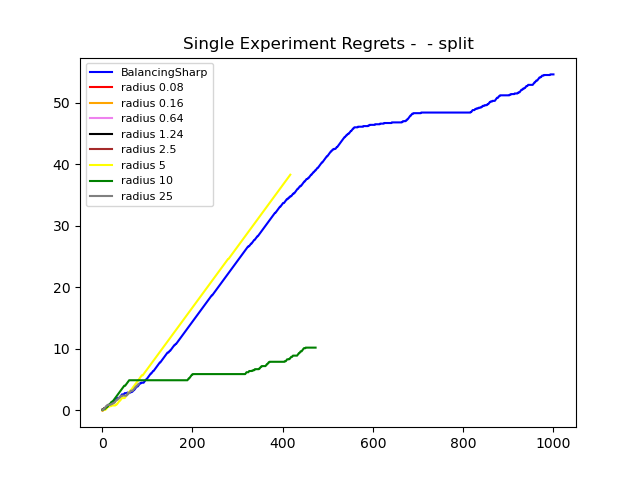 Single Experiment Regrets -  - split
BalancingSharp
radius 0.08
radius 0.16
radius 0.64
radius 1.24
radius 2.5
radius 5
radius 10
radius 25
50
40
30
20
10
0
0 200 400 600 800 1000